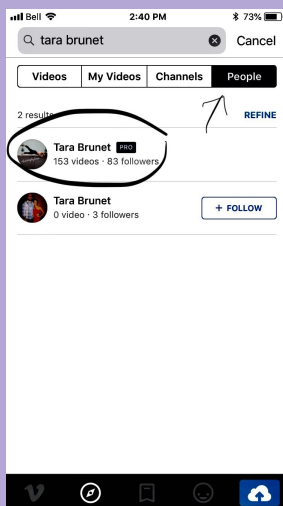 Bell 2:40 PM 73%
tara brunet Cancel
Videos My Videos Channels People
2 results REFINE
Tara Brunet PRO
153 videos · 83 followers
Tara Brunet
0 video · 3 followers
+ FOLLOW